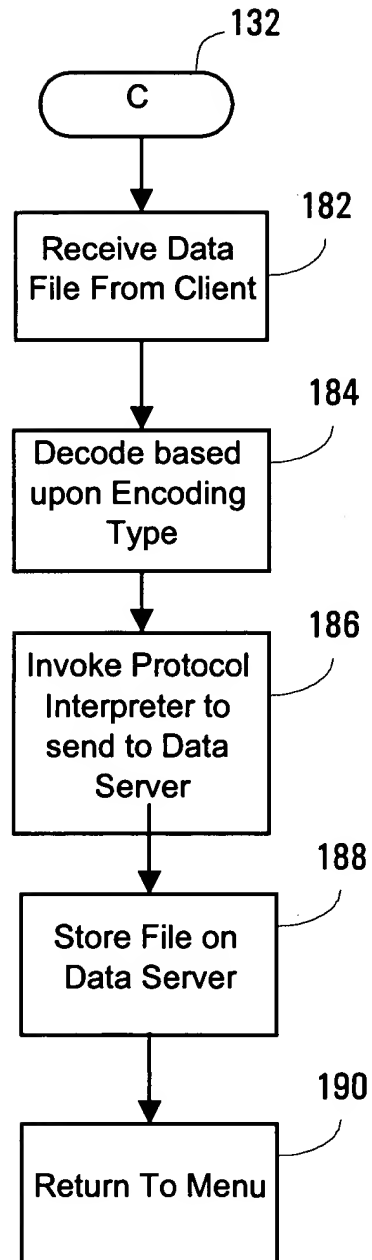 132
C
182
Receive Data
File From Client
184
Decode based
upon Encoding
Type
186
Invoke Protocol
Interpreter to
send to Data
Server
188
Store File on
Data Server
190
Return To Menu